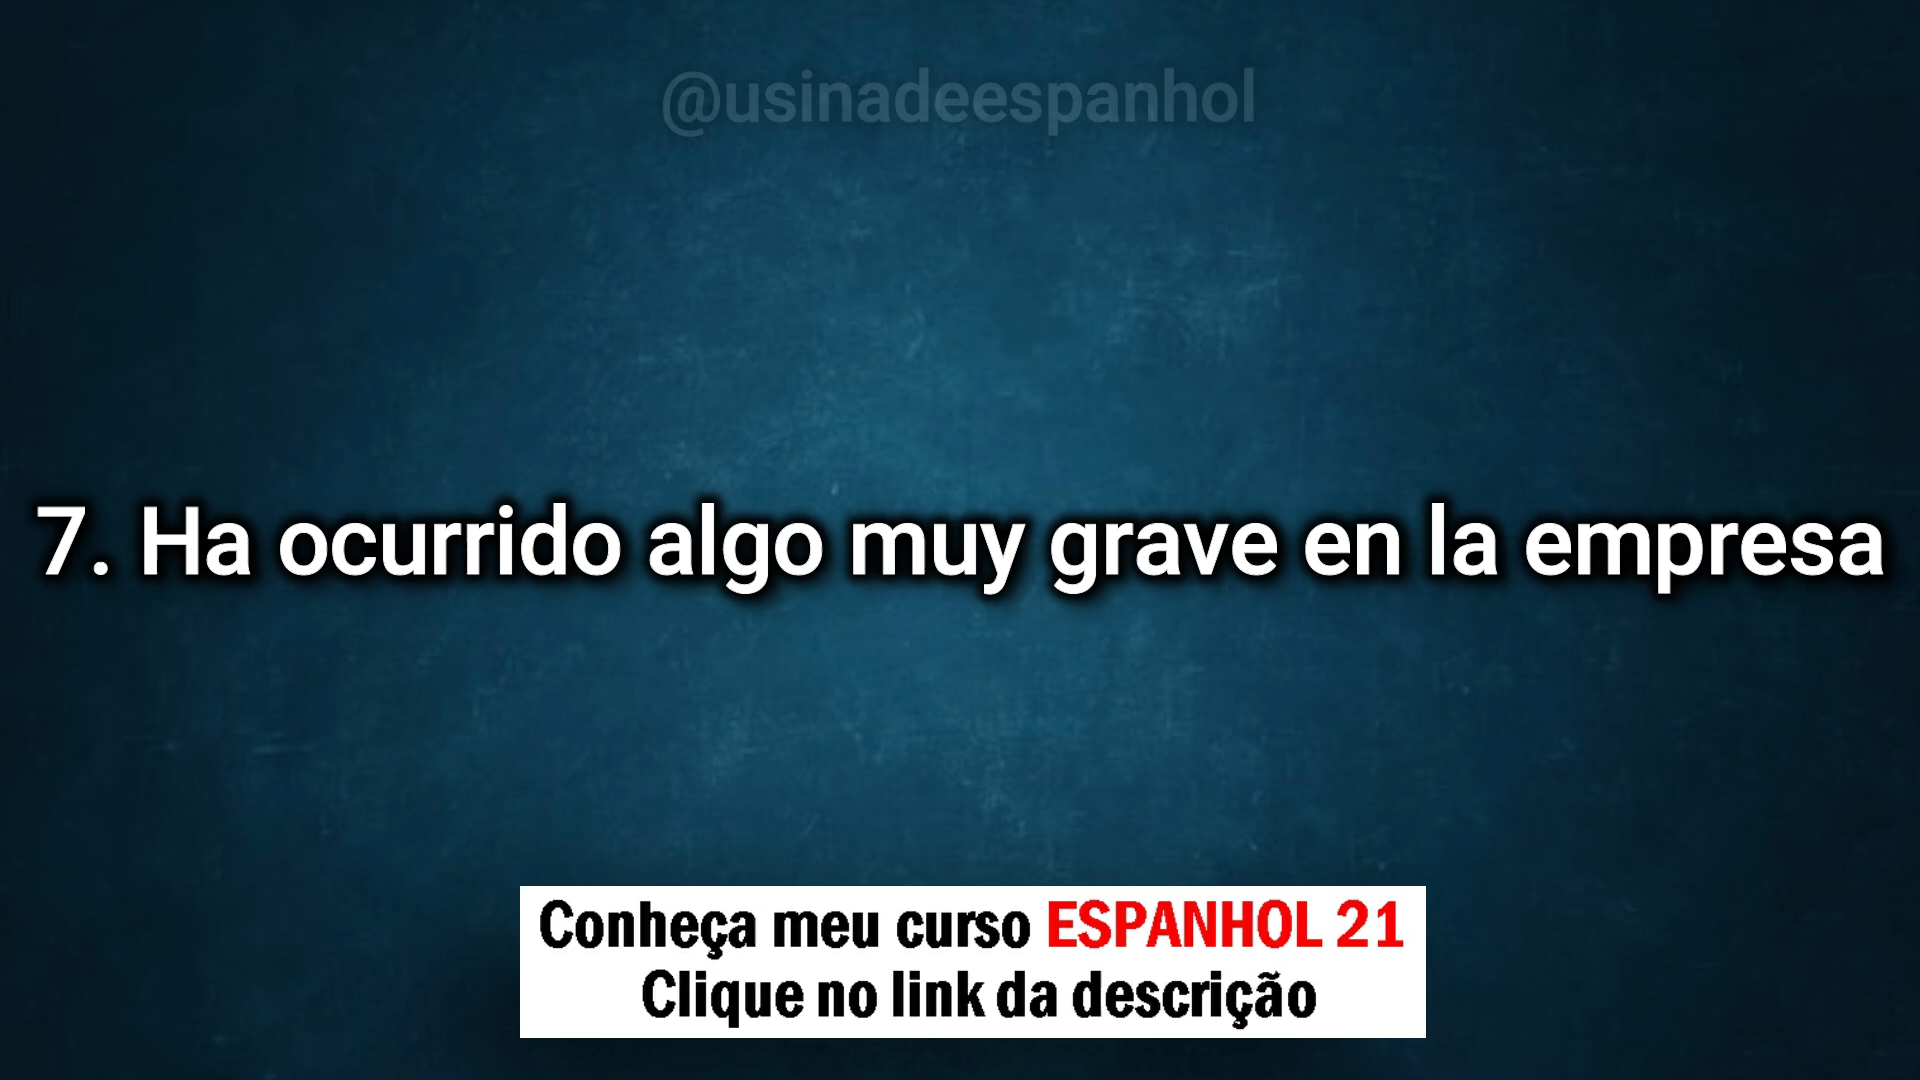 @usinadeespanhol
7. Ha ocurrido algo muy grave en la empresa
Conheça meu curso ESPANHOL 21
Clique no link da descrição